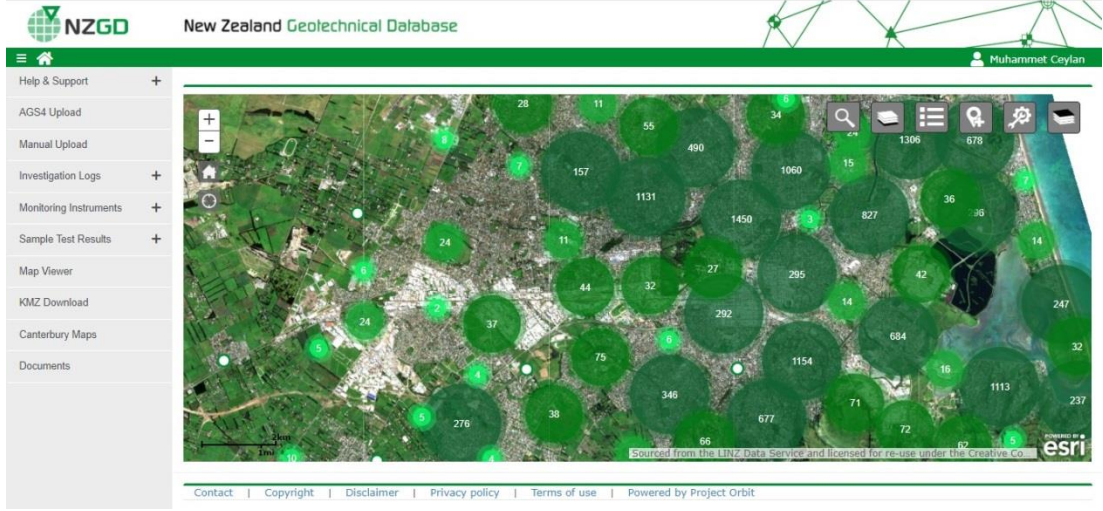 NZGD
New Zealand Geotechnical Database
Muhammet Ceylan
Help & Support +
AGS4 Upload
Manual Upload
Investigation Logs +
Monitoring Instruments +
Sample Test Results +
Map Viewer
KMZ Download
Canterbury Maps
Documents
+
−
28 11 6 34 24 1306 678
55 490 8 7 157 1060 15 7
1131 1450 3 827 36 296
24 11 14
6 27 295 42
44 32 14 247
2 292
24 37 684 32
5 6
75 1154 16
4 346 1113 237
5 276 38 677 71 72
66 62 5
10 4
2km
1mi
Sourced from the LINZ Data Service and licensed for re-use under the Creative Co...
POWERED BY
esri
Contact | Copyright | Disclaimer | Privacy policy | Terms of use | Powered by Project Orbit